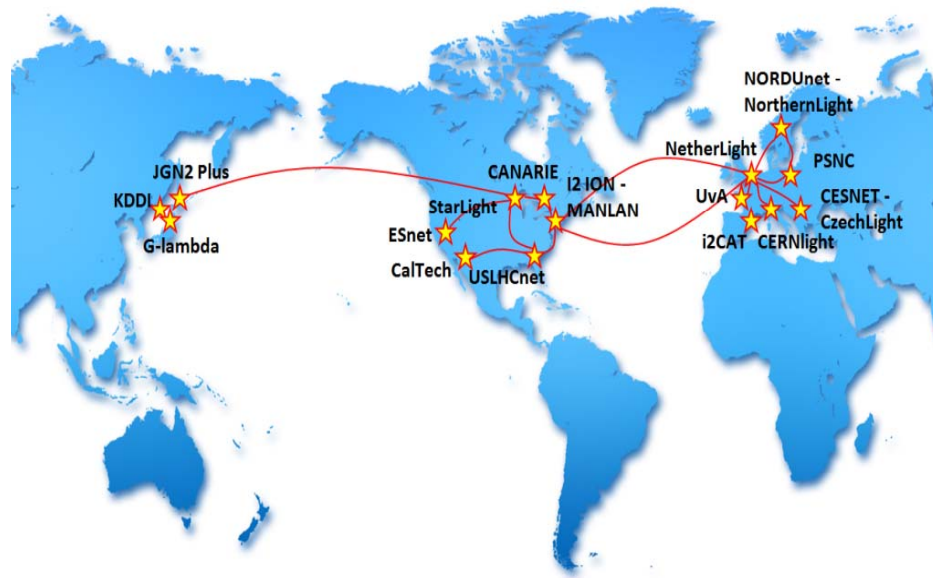 NORDUnet -
NorthernLight
NetherLight
PSNC
JGN2 Plus
CANARIE
I2 ION -
MANLAN
KDDI
StarLight
UvA
CESNET -
CzechLight
G-lambda
ESnet
i2CAT
CERNlight
CalTech
USLHCnet